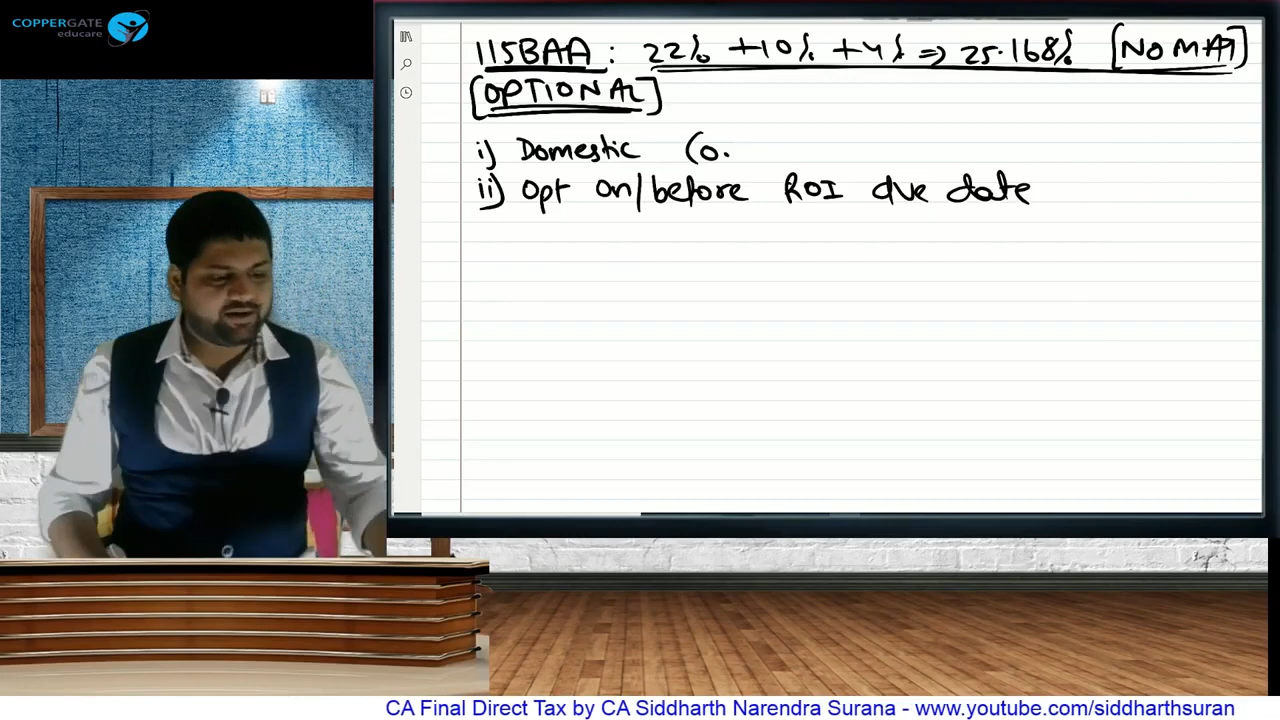 COPPERGATE
educare
115BAA : 22% +10% +4% => 25.168% [NO MAT]
[OPTIONAL]
i) Domestic Co.
ii) Opt on/before ROI due date
CA Final Direct Tax by CA Siddharth Narendra Surana - www.youtube.com/siddharthsuran